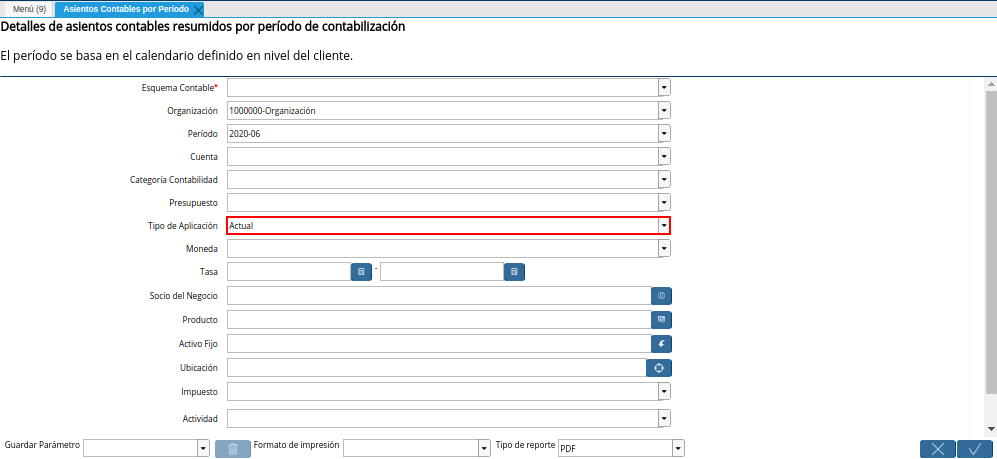 Menú (9) Asientos Contables por Período
Detalles de asientos contables resumidos por período de contabilización
El período se basa en el calendario definido en nivel del cliente.
Esquema Contable*
Organización 1000000-Organización
Período 2020-06
Cuenta
Categoría Contabilidad
Presupuesto
Tipo de Aplicación Actual
Moneda
Tasa -
Socio del Negocio
Producto
Activo Fijo
Ubicación
Impuesto
Actividad
Guardar Parámetro Formato de impresión Tipo de reporte PDF